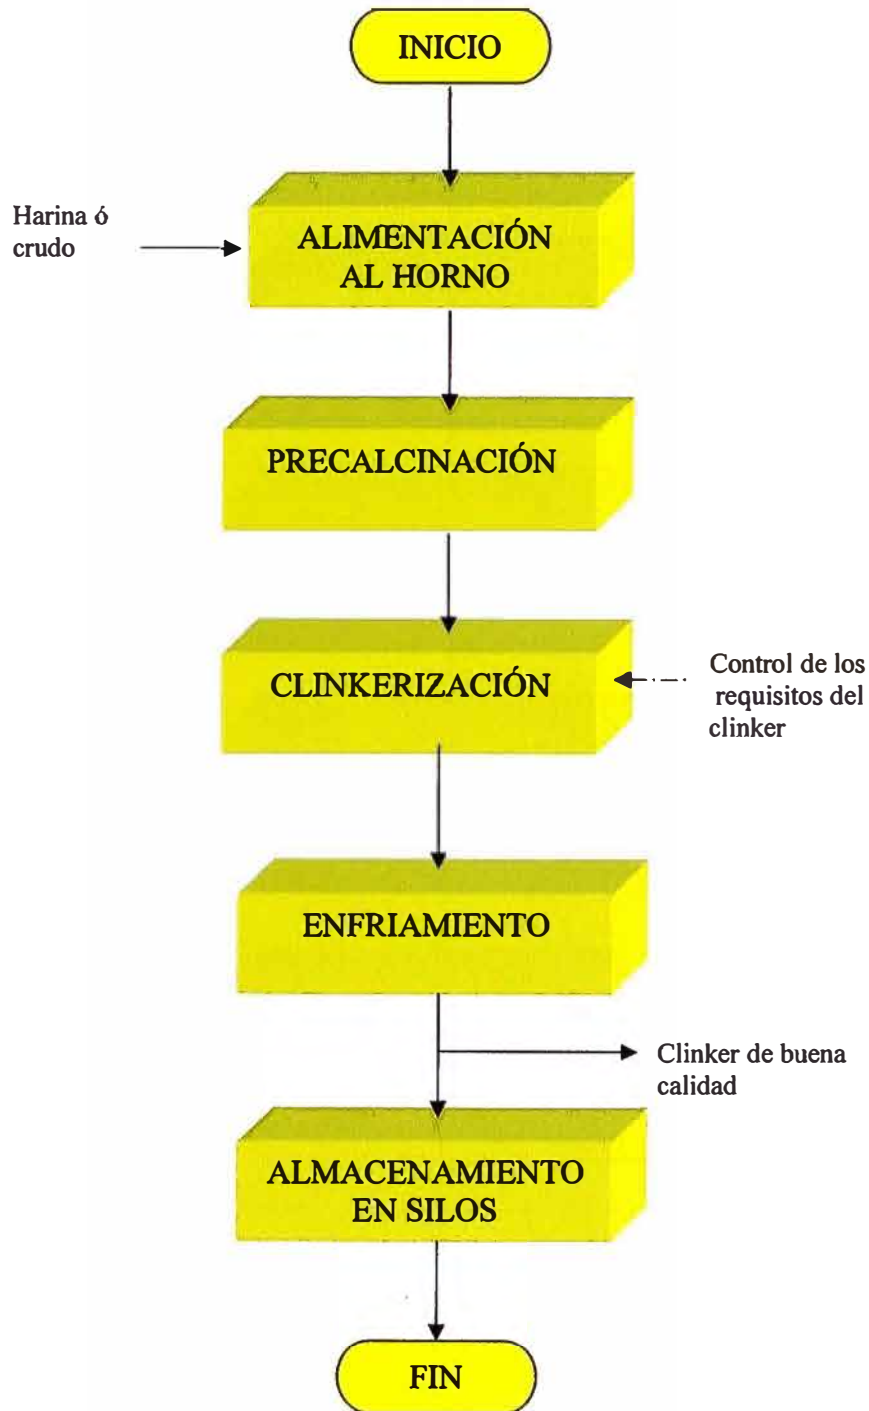 INICIO
Harina ó
crudo
ALIMENTACIÓN
AL HORNO
PRECALCINACIÓN
CLINKERIZACIÓN
Control de los
requisitos del
clinker
ENFRIAMIENTO
Clinker de buena
calidad
ALMACENAMIENTO
EN SILOS
FIN